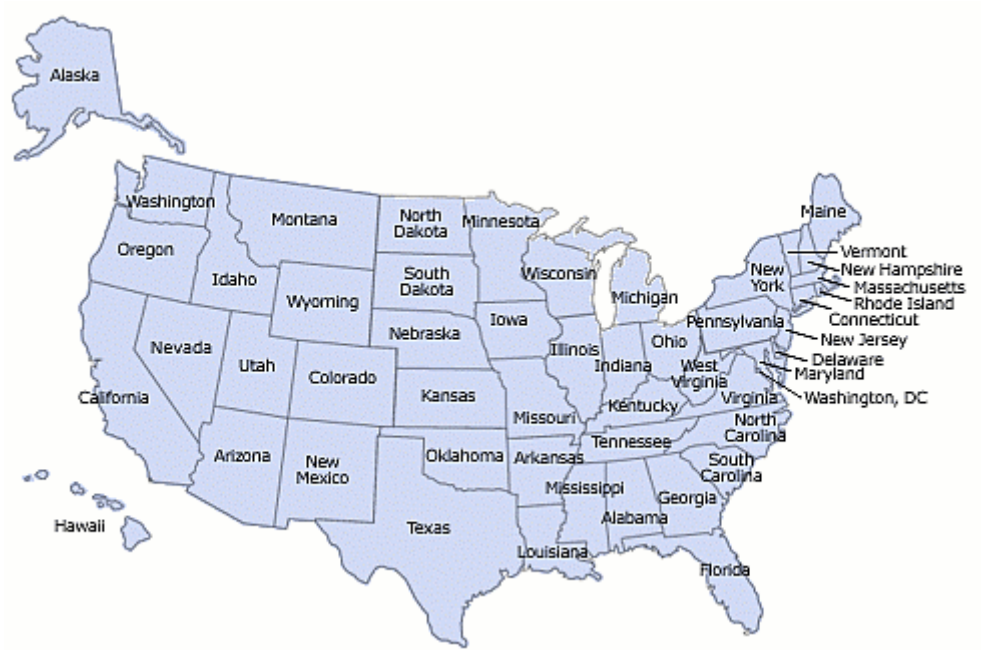 Alaska
Washington
Montana
North
Dakota
Minnesota
Maine
Oregon
Vermont
Idaho
South
Dakota
Wisconsin
New
York
New Hampshire
Massachusetts
Wyoming
Michigan
Rhode Island
Iowa
Pennsylvania
Connecticut
Nebraska
Nevada
Illinois
Ohio
New Jersey
Utah
Colorado
Indiana
West
Virginia
Delaware
Maryland
California
Kansas
Kentucky
Virginia
Washington, DC
Missouri
North
Carolina
Tennessee
Arizona
New
Mexico
Oklahoma
Arkansas
South
Carolina
Mississippi
Georgia
Hawaii
Texas
Alabama
Louisiana
Florida